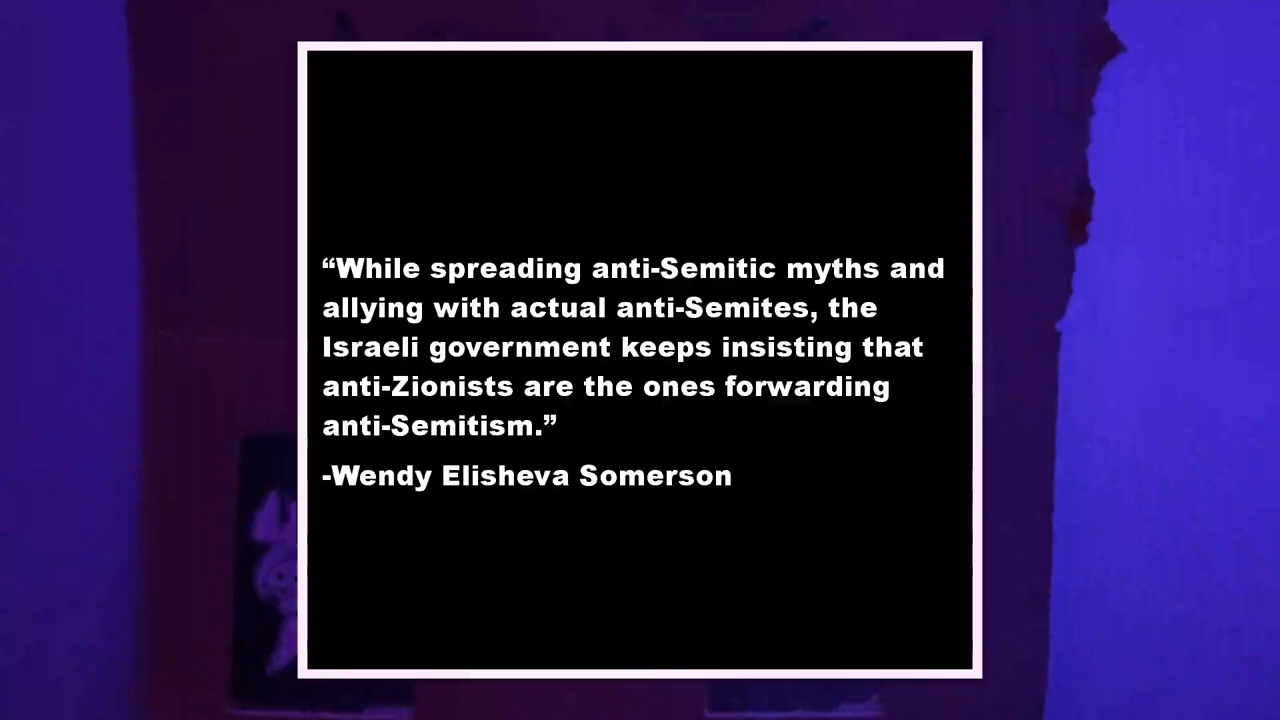 “While spreading anti-Semitic myths and
allying with actual anti-Semites, the
Israeli government keeps insisting that
anti-Zionists are the ones forwarding
anti-Semitism.”
-Wendy Elisheva Somerson